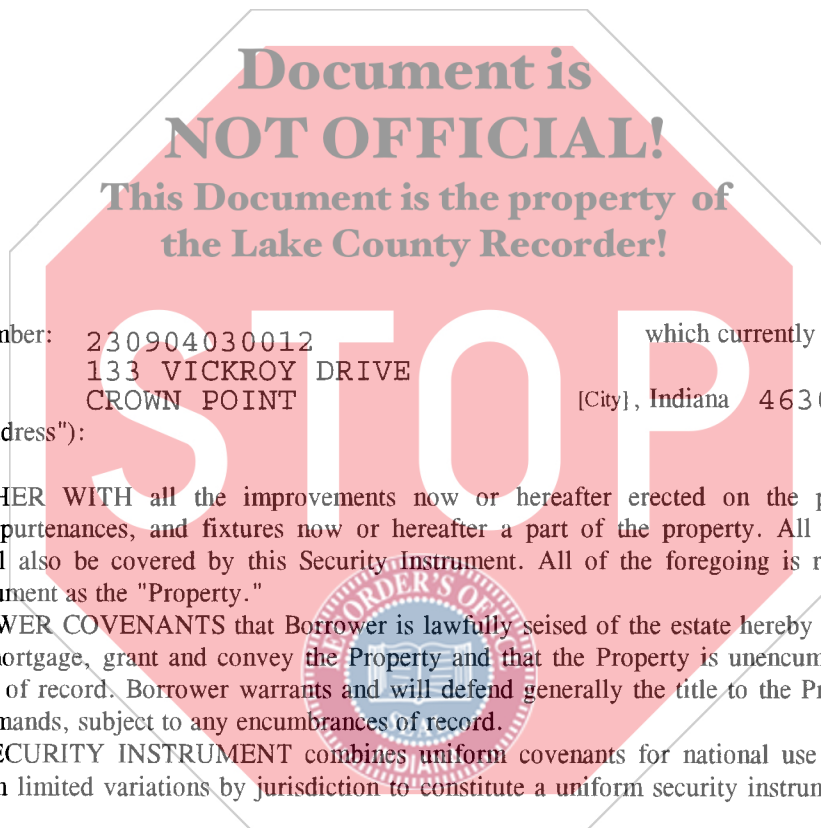 Document is
NOT OFFICIAL!
This Document is the property of
the Lake County Recorder!
STOP
mber: 230904030012 which currently
133 VICKROY DRIVE
CROWN POINT [City], Indiana 4630
dress"):
HER WITH all the improvements now or hereafter erected on the p
purtenances, and fixtures now or hereafter a part of the property. All
l also be covered by this Security Instrument. All of the foregoing is r
ument as the "Property."
WER COVENANTS that Borrower is lawfully seised of the estate hereby
nortgage, grant and convey the Property and that the Property is unencum
of record. Borrower warrants and will defend generally the title to the Pr
mands, subject to any encumbrances of record.
ECURITY INSTRUMENT combines uniform covenants for national use
n limited variations by jurisdiction to constitute a uniform security instrum
RECORDER'S OFFICE